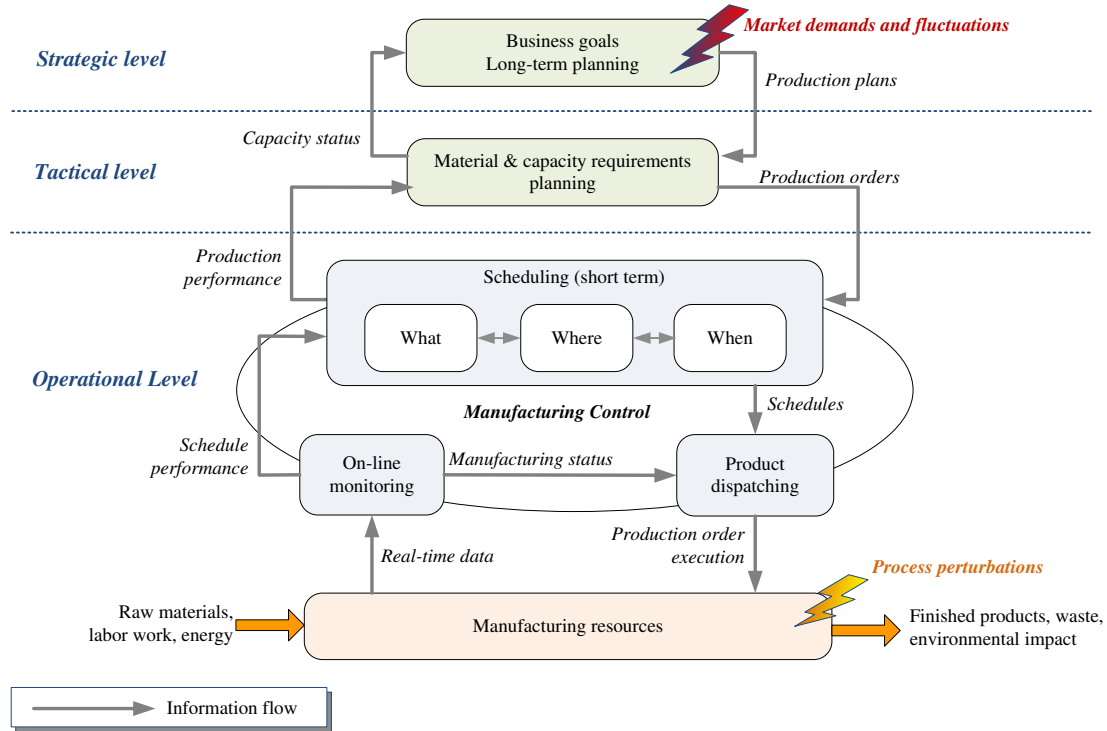 Market demands and fluctuations
Strategic level
Business goals
Long-term planning
Production plans
Capacity status
Tactical level
Material & capacity requirements
planning
Production orders
Production
performance
Scheduling (short term)
What
Where
When
Operational Level
Manufacturing Control
Schedules
Schedule
performance
On-line
monitoring
Manufacturing status
Product
dispatching
Real-time data
Production order
execution
Process perturbations
Raw materials,
labor work, energy
Manufacturing resources
Finished products, waste,
environmental impact
Information flow